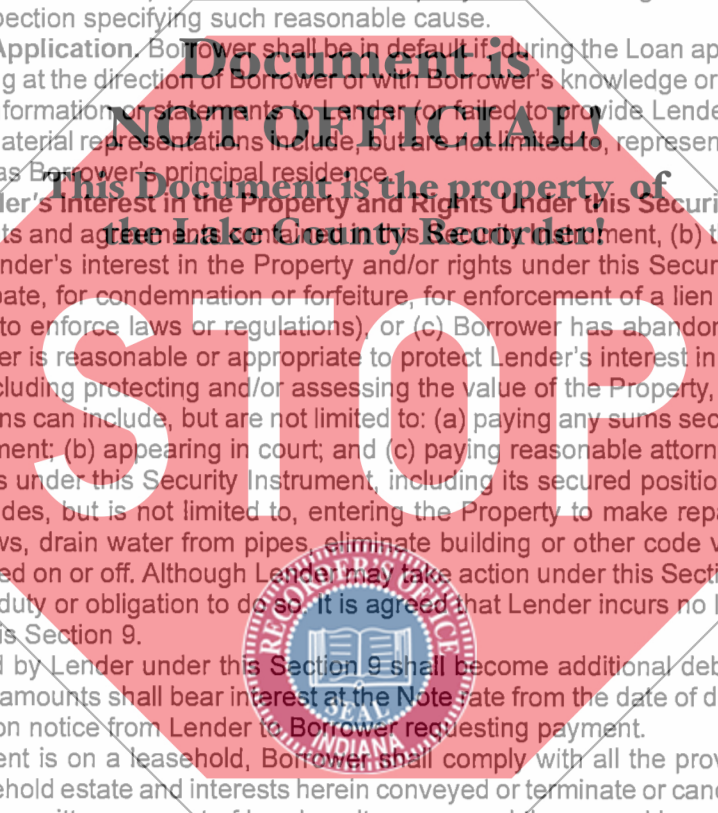 pection specifying such reasonable cause.
Application. Borrower shall be in default if, during the Loan ap
g at the direction of Borrower or with Borrower's knowledge or
formation or statements to Lender (or failed to provide Lende
aterial representations include, but are not limited to, represen
as Borrower's principal residence.
der's Interest in the Property and Rights Under this Securi
ts and agreements contained in this Security Instrument, (b) t
nder's interest in the Property and/or rights under this Secur
bate, for condemnation or forfeiture, for enforcement of a lien
to enforce laws or regulations), or (c) Borrower has abandon
er is reasonable or appropriate to protect Lender's interest in
cluding protecting and/or assessing the value of the Property,
ns can include, but are not limited to: (a) paying any sums sec
ment; (b) appearing in court; and (c) paying reasonable attorn
s under this Security Instrument, including its secured positio
des, but is not limited to, entering the Property to make repa
ws, drain water from pipes, eliminate building or other code v
ed on or off. Although Lender may take action under this Secti
duty or obligation to do so. It is agreed that Lender incurs no l
is Section 9.
d by Lender under this Section 9 shall become additional deb
amounts shall bear interest at the Note rate from the date of d
on notice from Lender to Borrower requesting payment.
ent is on a leasehold, Borrower shall comply with all the prov
ehold estate and interests herein conveyed or terminate or canc
Document is
NOT OFFICIAL!
This Document is the property of
the Lake County Recorder!
STOP
RECORDER'S OFFICE
SEAL
INDIANA